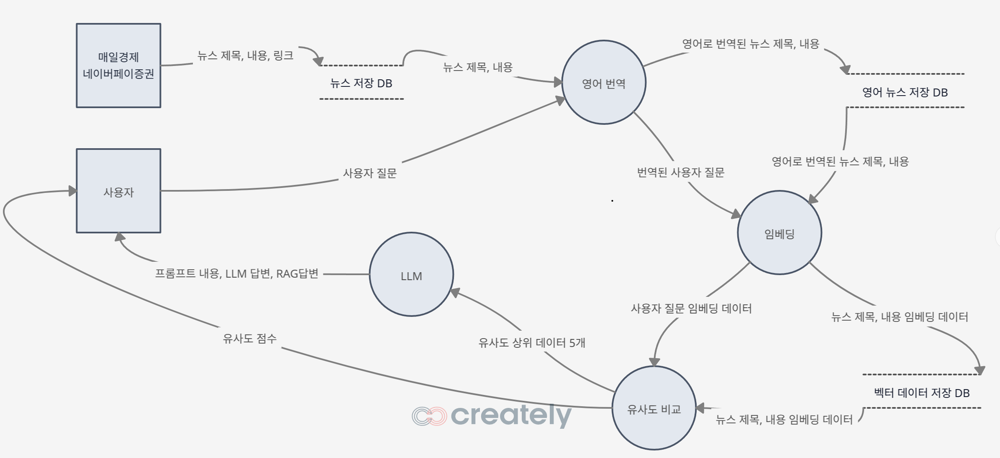 매일경제
네이버페이증권
뉴스 제목, 내용, 링크
뉴스 저장 DB
뉴스 제목, 내용
영어 번역
영어로 번역된 뉴스 제목, 내용
영어 뉴스 저장 DB
사용자
사용자 질문
번역된 사용자 질문
영어로 번역된 뉴스 제목, 내용
임베딩
프롬프트 내용, LLM 답변, RAG답변
LLM
사용자 질문 임베딩 데이터
뉴스 제목, 내용 임베딩 데이터
유사도 점수
유사도 상위 데이터 5개
벡터 데이터 저장 DB
유사도 비교
뉴스 제목, 내용 임베딩 데이터
creately